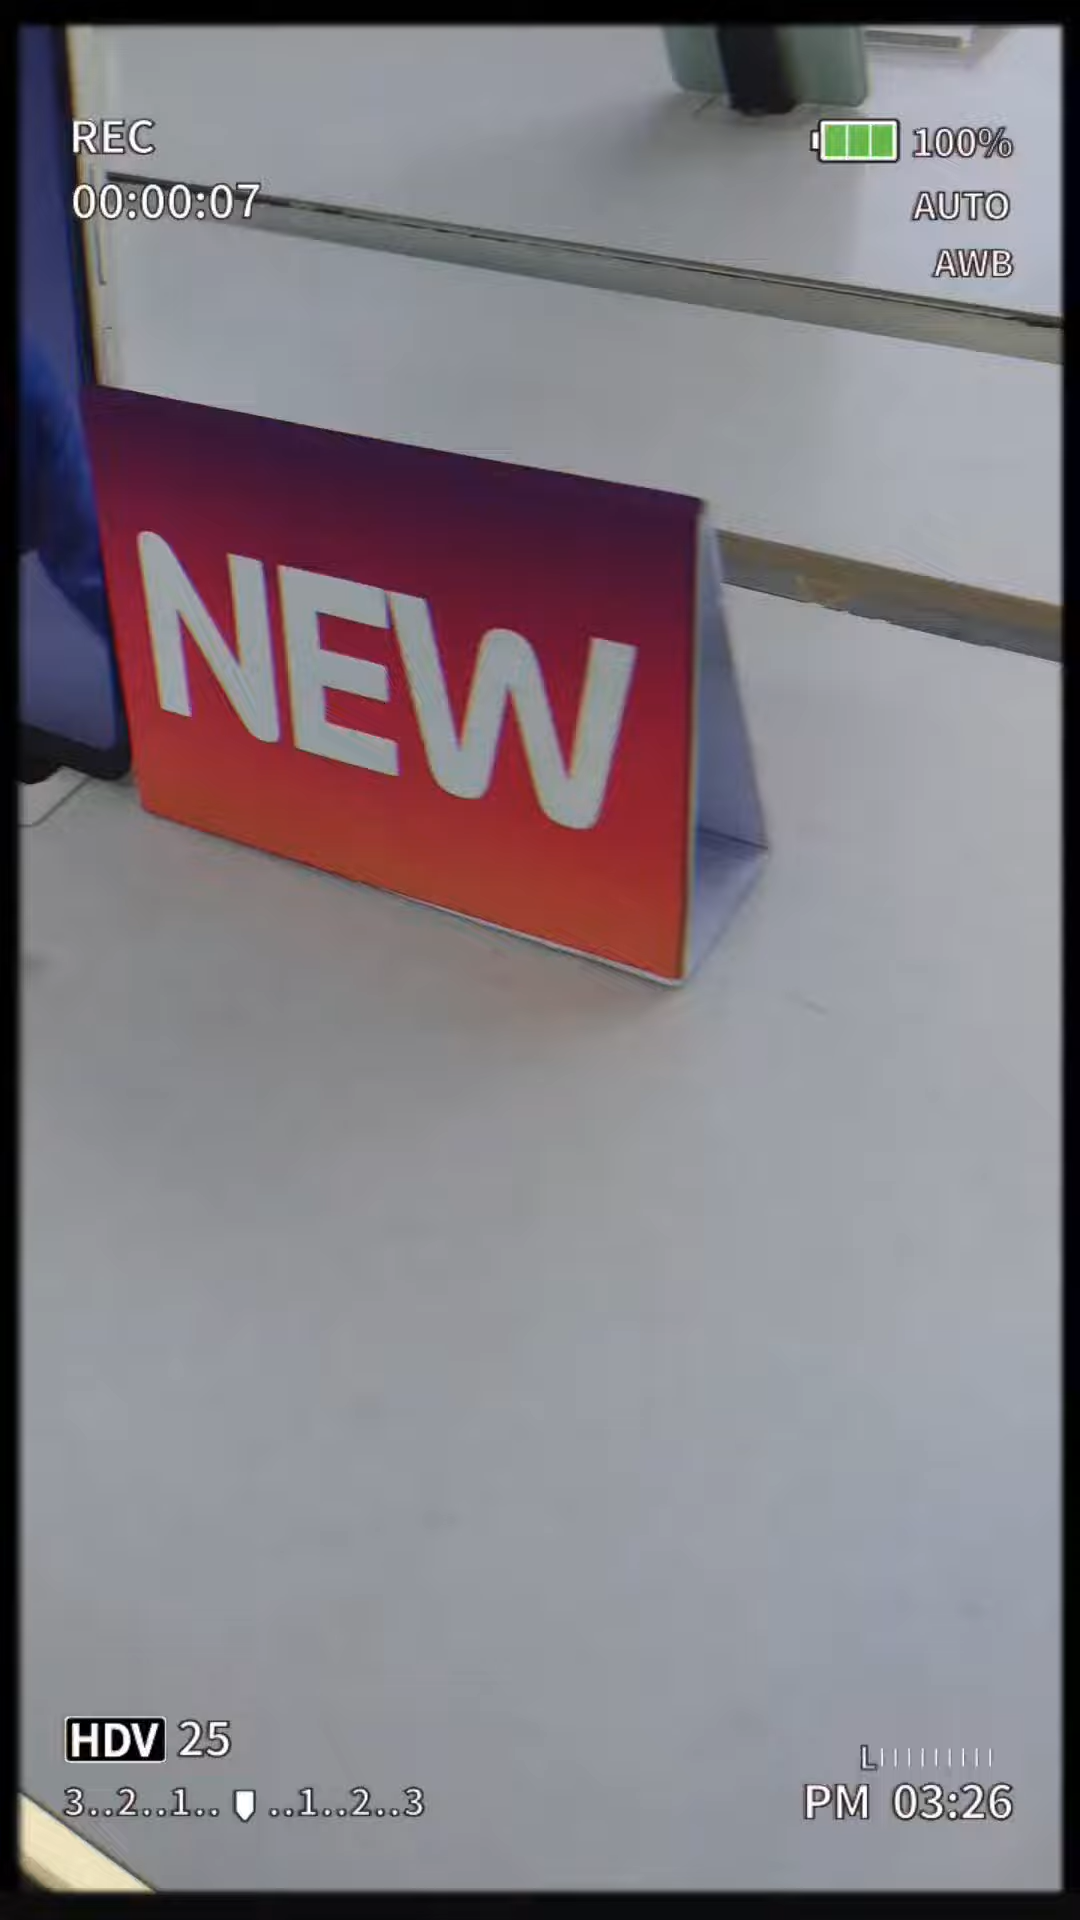 REC
100%
00:00:07
AUTO
AWB
NEW
HDV 25
L
3..2..1.. ..1..2..3
PM 03:26